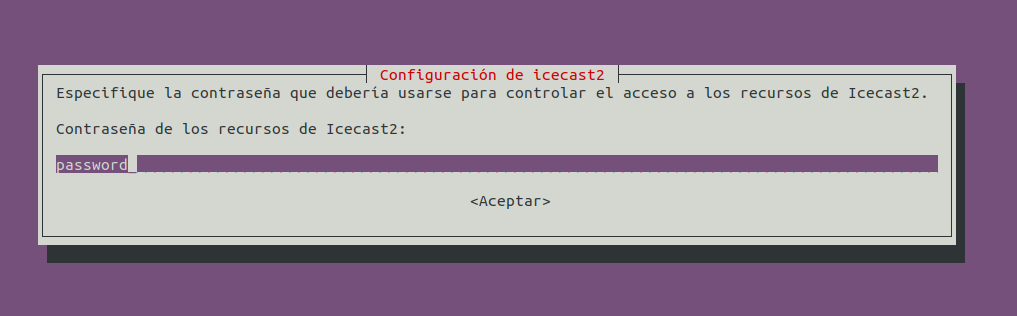 Configuración de icecast2
Especifique la contraseña que debería usarse para controlar el acceso a los recursos de Icecast2.
Contraseña de los recursos de Icecast2:
password
<Aceptar>